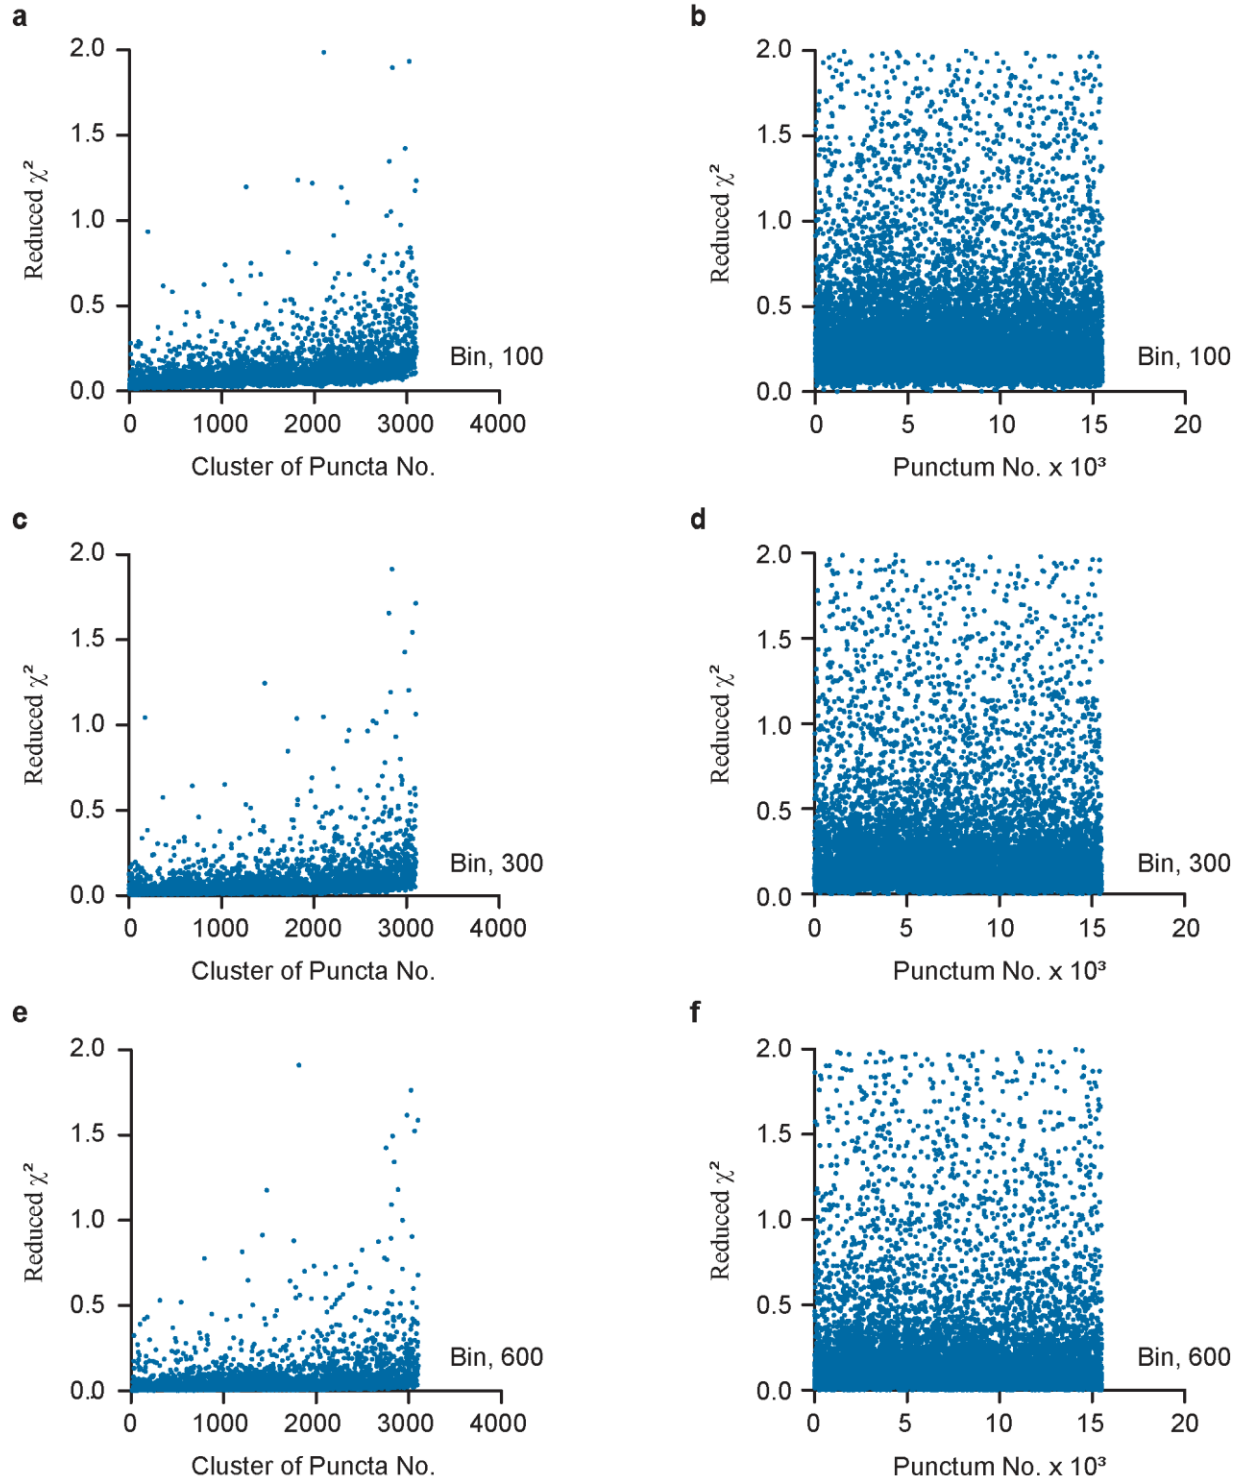 a
2.0
1.5
1.0
0.5
0.0
Reduced χ²
0 1000 2000 3000 4000
Cluster of Puncta No.
Bin, 100
b
2.0
1.5
1.0
0.5
0.0
Reduced χ²
0 5 10 15 20
Punctum No. x 10³
Bin, 100
c
2.0
1.5
1.0
0.5
0.0
Reduced χ²
0 1000 2000 3000 4000
Cluster of Puncta No.
Bin, 300
d
2.0
1.5
1.0
0.5
0.0
Reduced χ²
0 5 10 15 20
Punctum No. x 10³
Bin, 300
e
2.0
1.5
1.0
0.5
0.0
Reduced χ²
0 1000 2000 3000 4000
Cluster of Puncta No.
Bin, 600
f
2.0
1.5
1.0
0.5
0.0
Reduced χ²
0 5 10 15 20
Punctum No. x 10³
Bin, 600